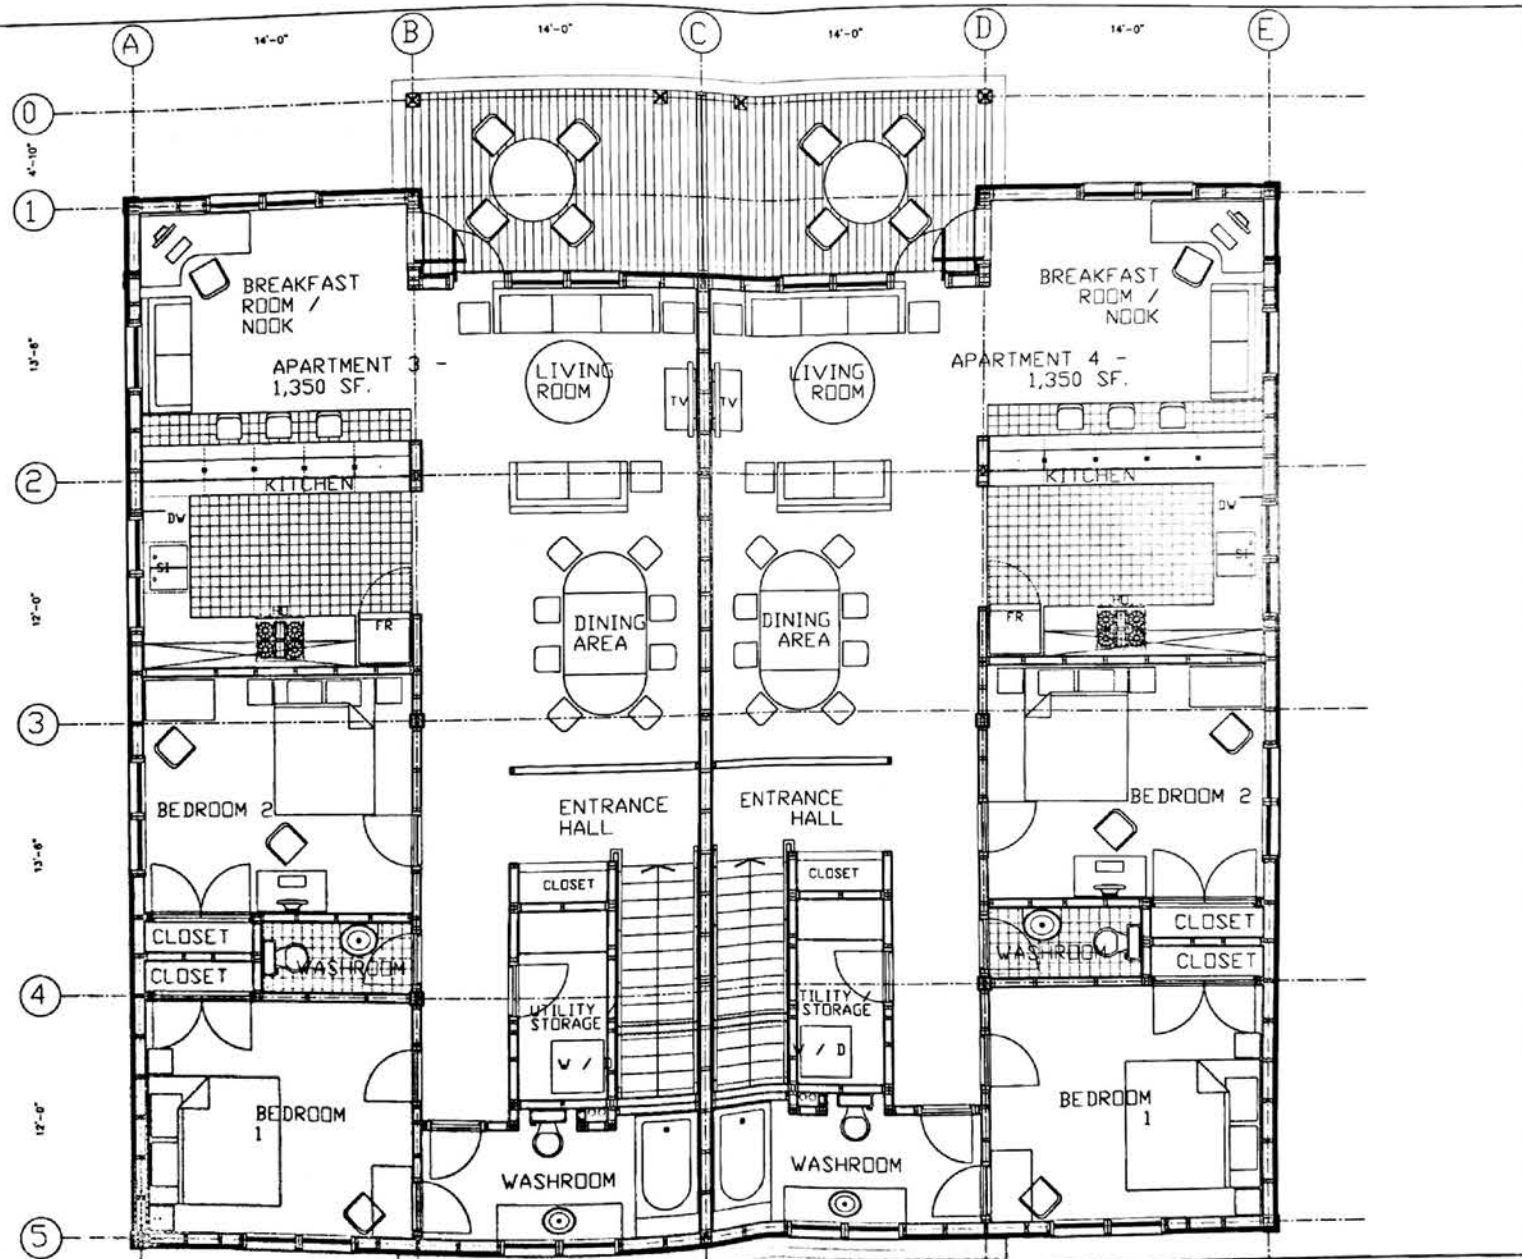 A
14'-0"
B
14'-0"
C
14'-0"
D
14'-0"
E
0
4'-10"
1
BREAKFAST
ROOM /
NOOK
BREAKFAST
ROOM /
NOOK
13'-6"
APARTMENT 3 -
1,350 SF.
LIVING
ROOM
TV
TV
LIVING
ROOM
APARTMENT 4 -
1,350 SF.
2
KITCHEN
KITCHEN
DW
DW
SI
SI
12'-0"
FR
DINING
AREA
DINING
AREA
FR
3
BEDROOM 2
ENTRANCE
HALL
ENTRANCE
HALL
BEDROOM 2
13'-6"
CLOSET
CLOSET
CLOSET
CLOSET
WASHROOM
WASHROOM
CLOSET
CLOSET
4
UTILITY
STORAGE
TILITY /
STORAGE
W /
/ D
12'-0"
BEDROOM
1
BEDROOM
1
WASHROOM
WASHROOM
5